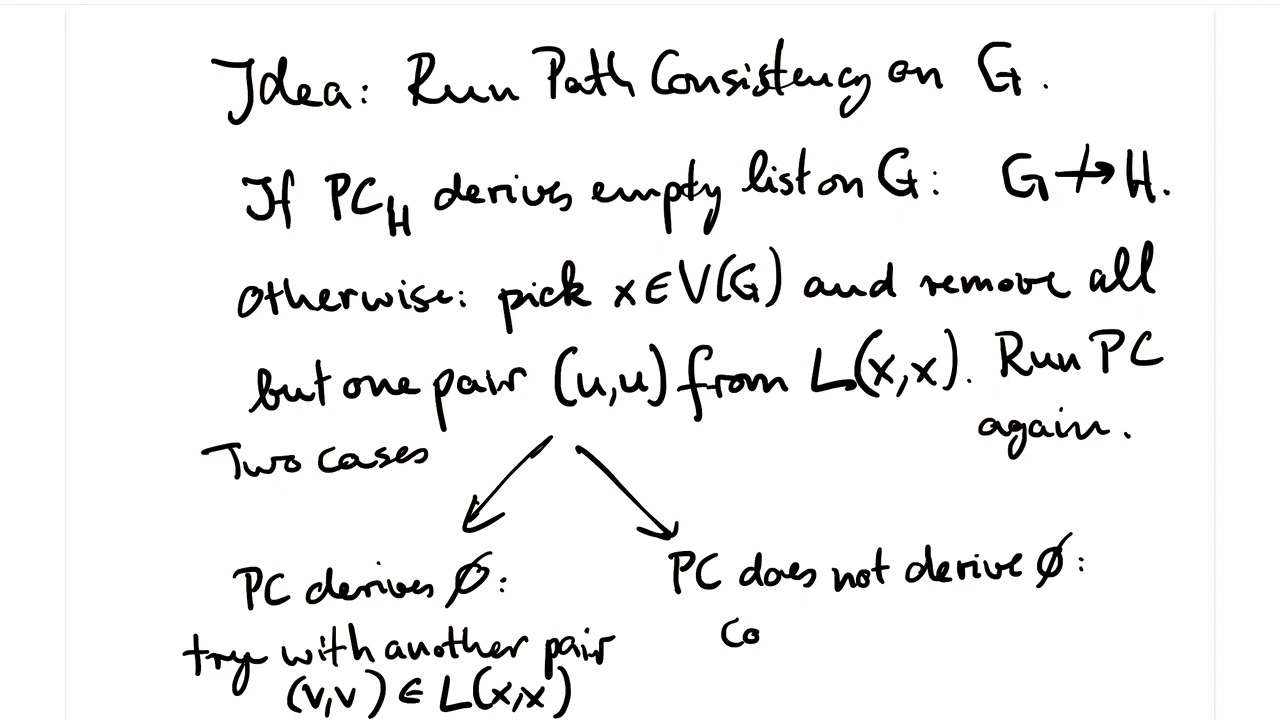 Idea: Run Path Consistency on G.
If PC_H derives empty list on G: G ↛ H.
otherwise: pick x ∈ V(G) and remove all
but one pair (u,u) from L(x,x). Run PC
again.
Two cases
PC derives ∅:
try with another pair
(v,v) ∈ L(x,x)
PC does not derive ∅:
Co